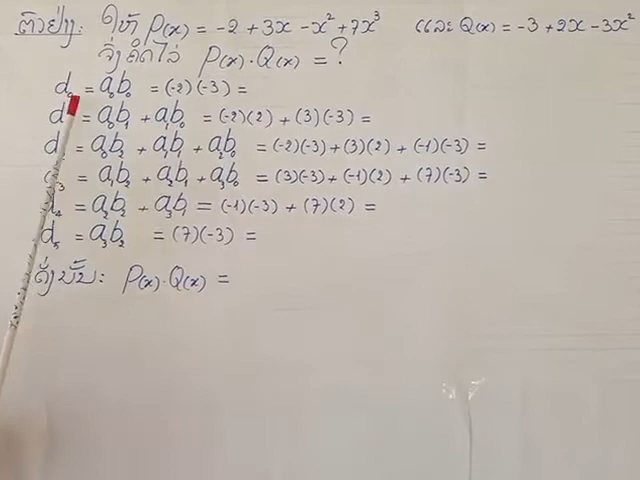 ຕົວຢ່າງ: ໃຫ້ P(x) = -2 + 3x - x² + 7x³ ແລະ Q(x) = -3 + 2x - 3x²
ຈົ່ງຄິດໄລ່ P(x)·Q(x) = ?
d₀ = a₀b₀ = (-2)(-3) =
d = a₀b₁ + a₁b₀ = (-2)(2) + (3)(-3) =
d = a₀b₂ + a₁b₁ + a₂b₀ = (-2)(-3) + (3)(2) + (-1)(-3) =
₃ = a₁b₂ + a₂b₁ + a₃b₀ = (3)(-3) + (-1)(2) + (7)(-3) =
d₄ = a₂b₂ + a₃b₁ = (-1)(-3) + (7)(2) =
d₅ = a₃b₂ = (7)(-3) =
ດັ່ງນັ້ນ: P(x)·Q(x) =